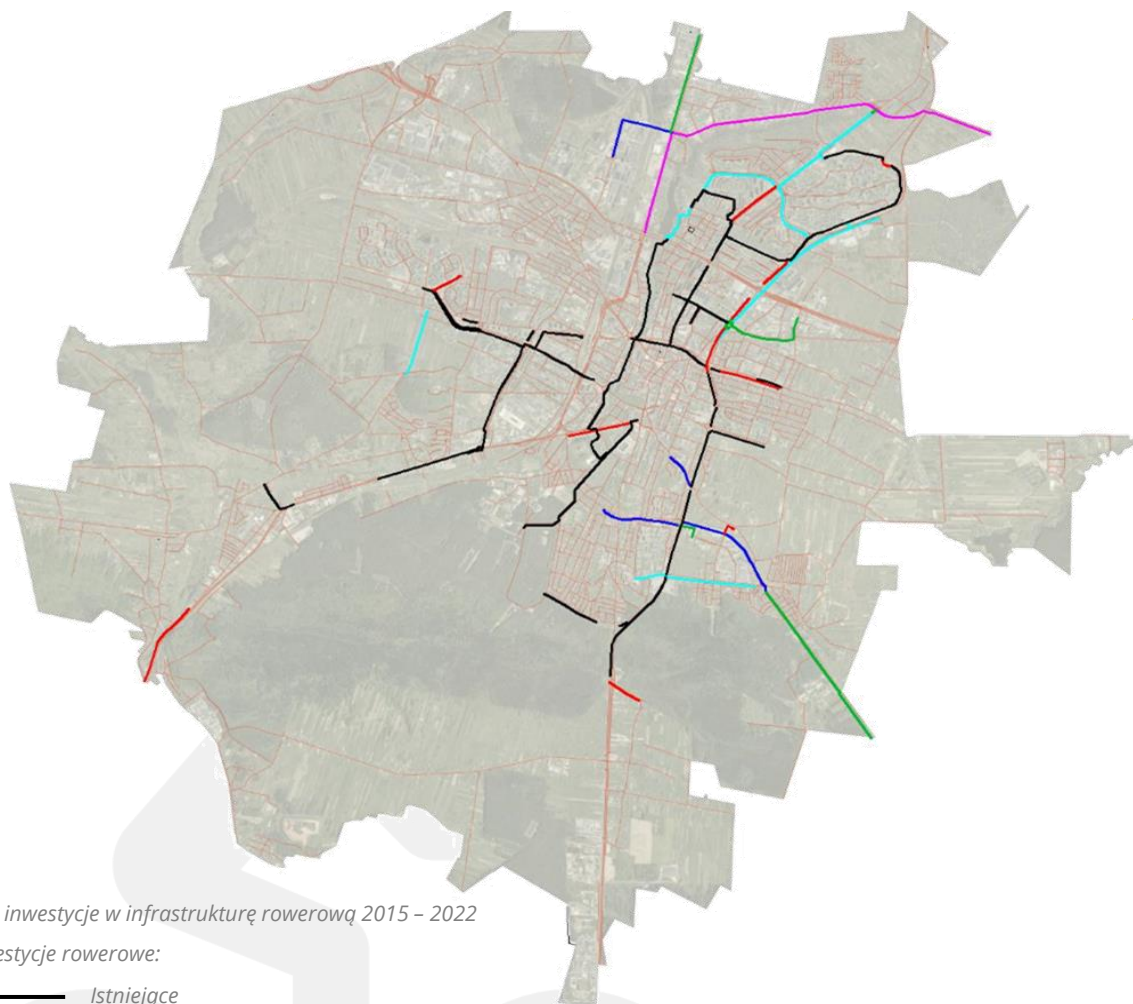 inwestycje w infrastrukturę rowerową 2015 – 2022
estycje rowerowe:
Istniejące